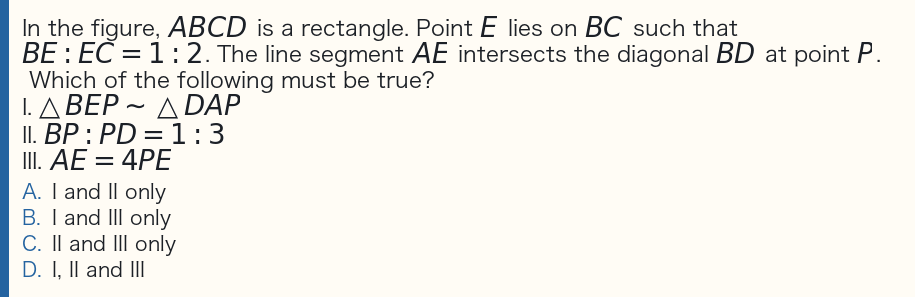 In the figure, ABCD is a rectangle. Point E lies on BC such that
BE : EC = 1 : 2. The line segment AE intersects the diagonal BD at point P.
Which of the following must be true?
I. △BEP ~ △DAP
II. BP : PD = 1 : 3
III. AE = 4PE
A. I and II only
B. I and III only
C. II and III only
D. I, II and III